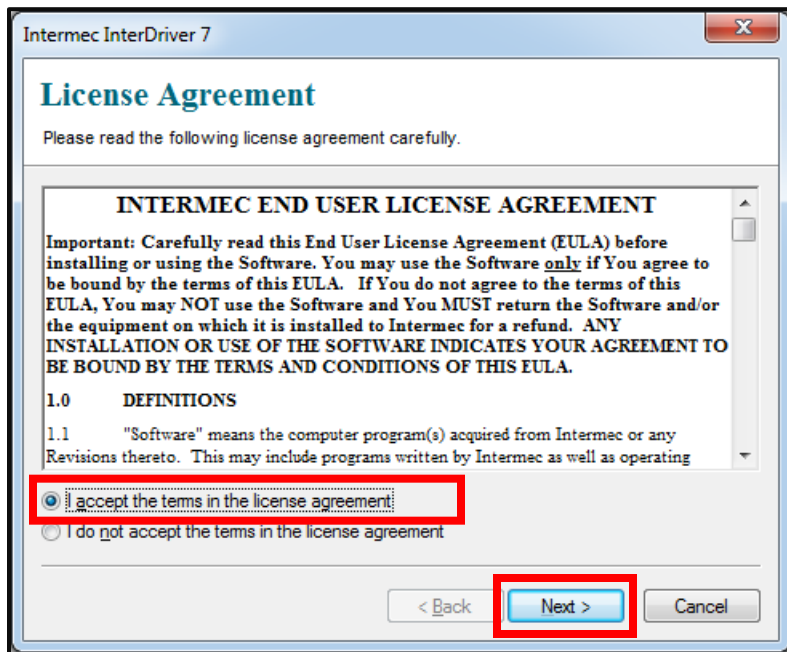 Intermec InterDriver 7
License Agreement
Please read the following license agreement carefully.
INTERMEC END USER LICENSE AGREEMENT
Important: Carefully read this End User License Agreement (EULA) before
installing or using the Software. You may use the Software only if You agree to
be bound by the terms of this EULA. If You do not agree to the terms of this
EULA, You may NOT use the Software and You MUST return the Software and/or
the equipment on which it is installed to Intermec for a refund. ANY
INSTALLATION OR USE OF THE SOFTWARE INDICATES YOUR AGREEMENT TO
BE BOUND BY THE TERMS AND CONDITIONS OF THIS EULA.
1.0 DEFINITIONS
1.1 "Software" means the computer program(s) acquired from Intermec or any
Revisions thereto. This may include programs written by Intermec as well as operating
I accept the terms in the license agreement
I do not accept the terms in the license agreement
< Back Next > Cancel